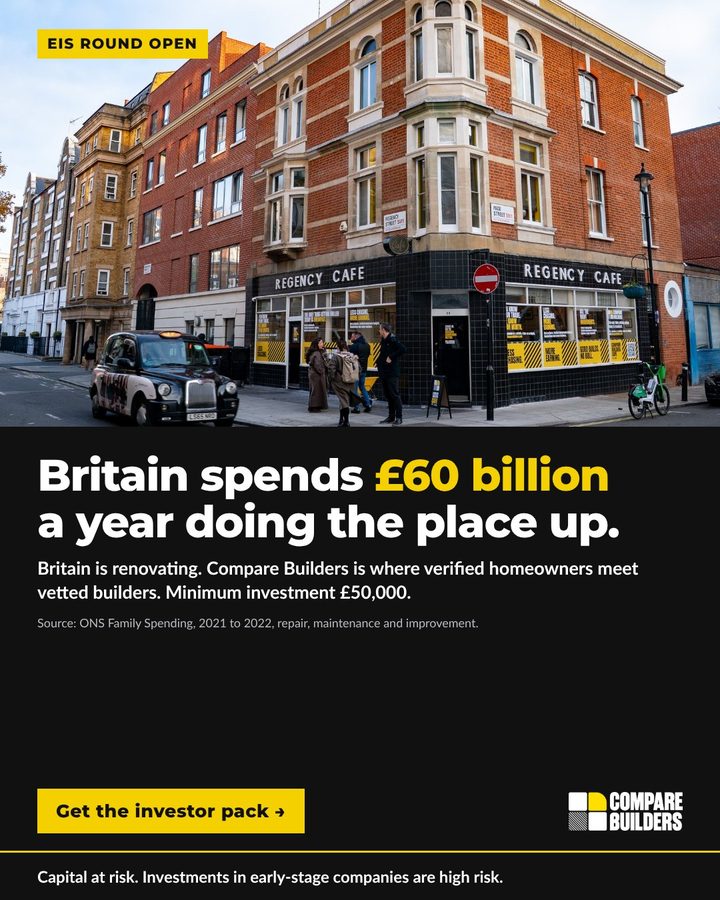 EIS ROUND OPEN
REGENCY CAFE
REGENCY CAFE
Britain spends £60 billion
a year doing the place up.
Britain is renovating. Compare Builders is where verified homeowners meet
vetted builders. Minimum investment £50,000.
Source: ONS Family Spending, 2021 to 2022, repair, maintenance and improvement.
Get the investor pack →
COMPARE
BUILDERS
Capital at risk. Investments in early-stage companies are high risk.